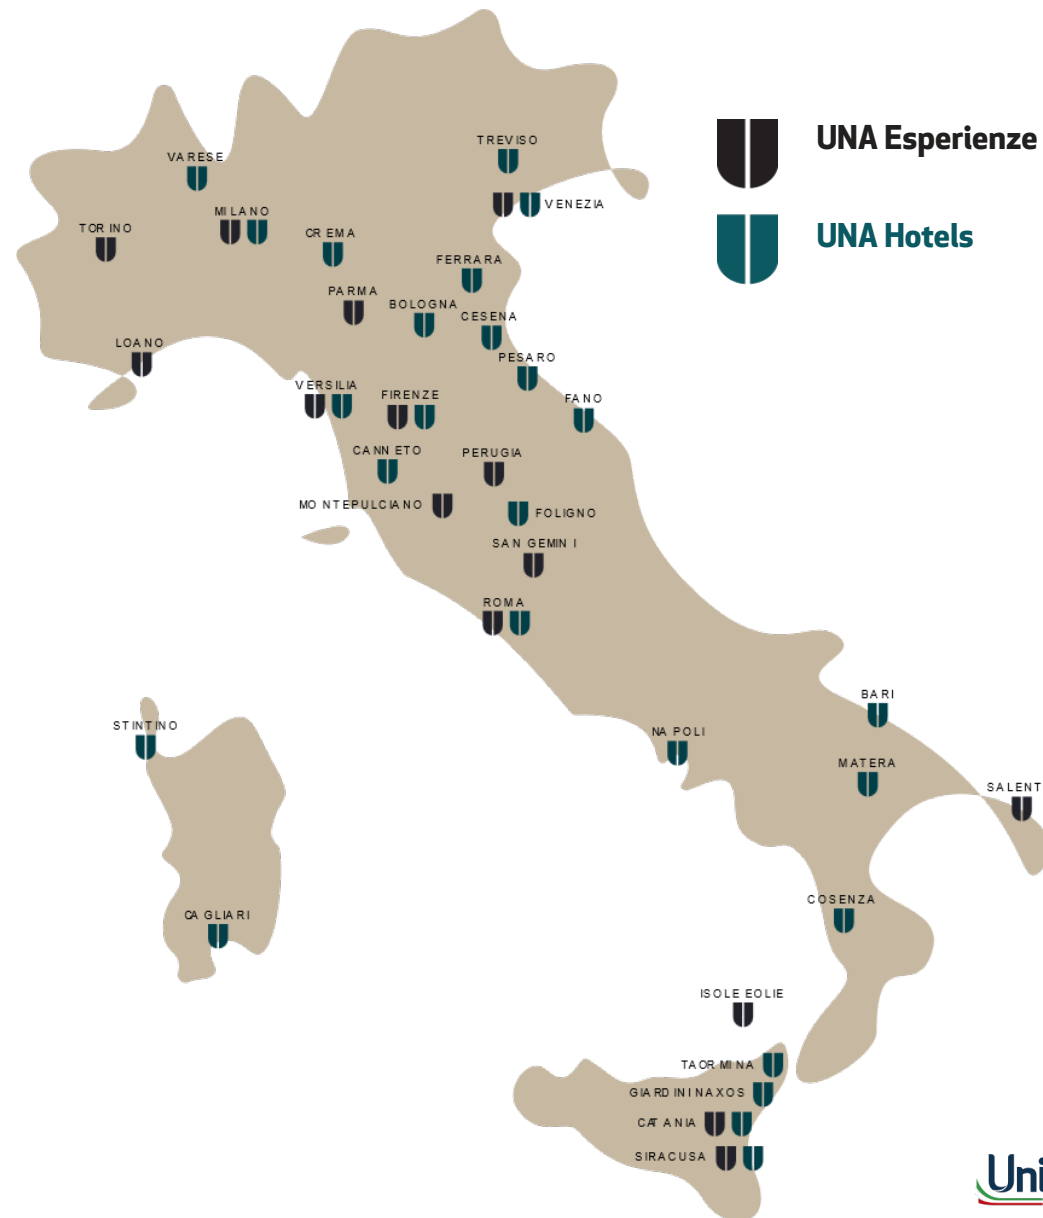 UNA Esperienze
TREVISO
VARESE
VENEZIA
MILANO
TORINO
CREMA
UNA Hotels
FERRARA
PARMA
BOLOGNA
CESENA
LOANO
PESARO
VERSILIA
FIRENZE
FANO
CANNETO
PERUGIA
MONTEPULCIANO
FOLIGNO
SAN GEMINI
ROMA
BARI
STINTINO
NAPOLI
MATERA
SALENT
COSENZA
CAGLIARI
ISOLE EOLIE
TAORMINA
GIARDINI NAXOS
CATANIA
SIRACUSA
Uni